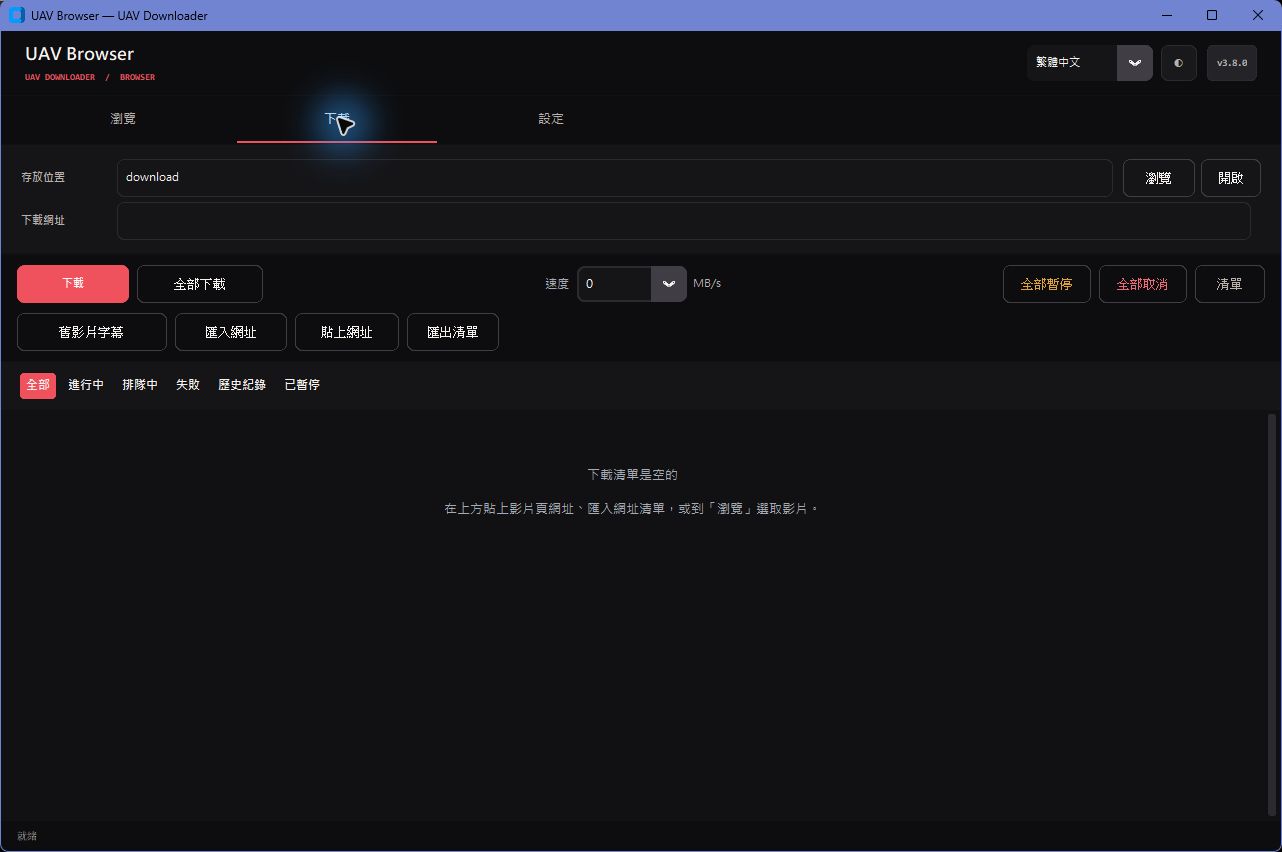 UAV Browser — UAV Downloader
UAV Browser
UAV DOWNLOADER / BROWSER
繁體中文
v3.8.0
瀏覽
下載
設定
存放位置
download
瀏覽
開啟
下載網址
下載
全部下載
速度
0
MB/s
全部暫停
全部取消
清單
舊影片字幕
匯入網址
貼上網址
匯出清單
全部
進行中
排隊中
失敗
歷史紀錄
已暫停
下載清單是空的
在上方貼上影片頁網址、匯入網址清單，或到「瀏覽」選取影片。
就緒